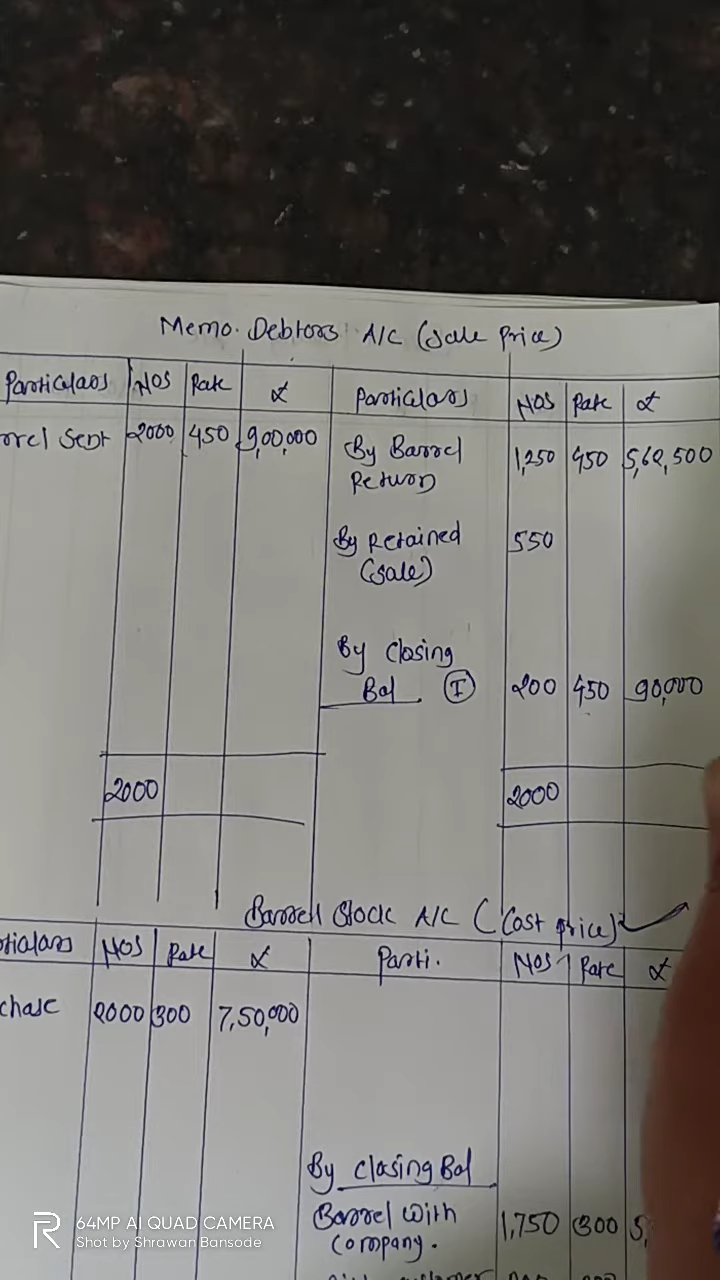 Memo. Debtors A/C (Sale Price)
Particulars NOS Rate ₹ Particulars NOS Rate ₹
rrel Sent 2000 450 9,00,000 By Barrel 1,250 450 5,62,500
Return
By Retained 550
(Sale)
By Closing
Bal I 200 450 90,000
2000 2000
Barrel Stock A/C (Cost price)
ticulars NOS Rate ₹ Parti. NOS Rate ₹
chase 2000 300 7,50,000
By Closing Bal
Barrel with 1,750 300 5,
Company.
64MP AI QUAD CAMERA
Shot by Shrawan Bansode